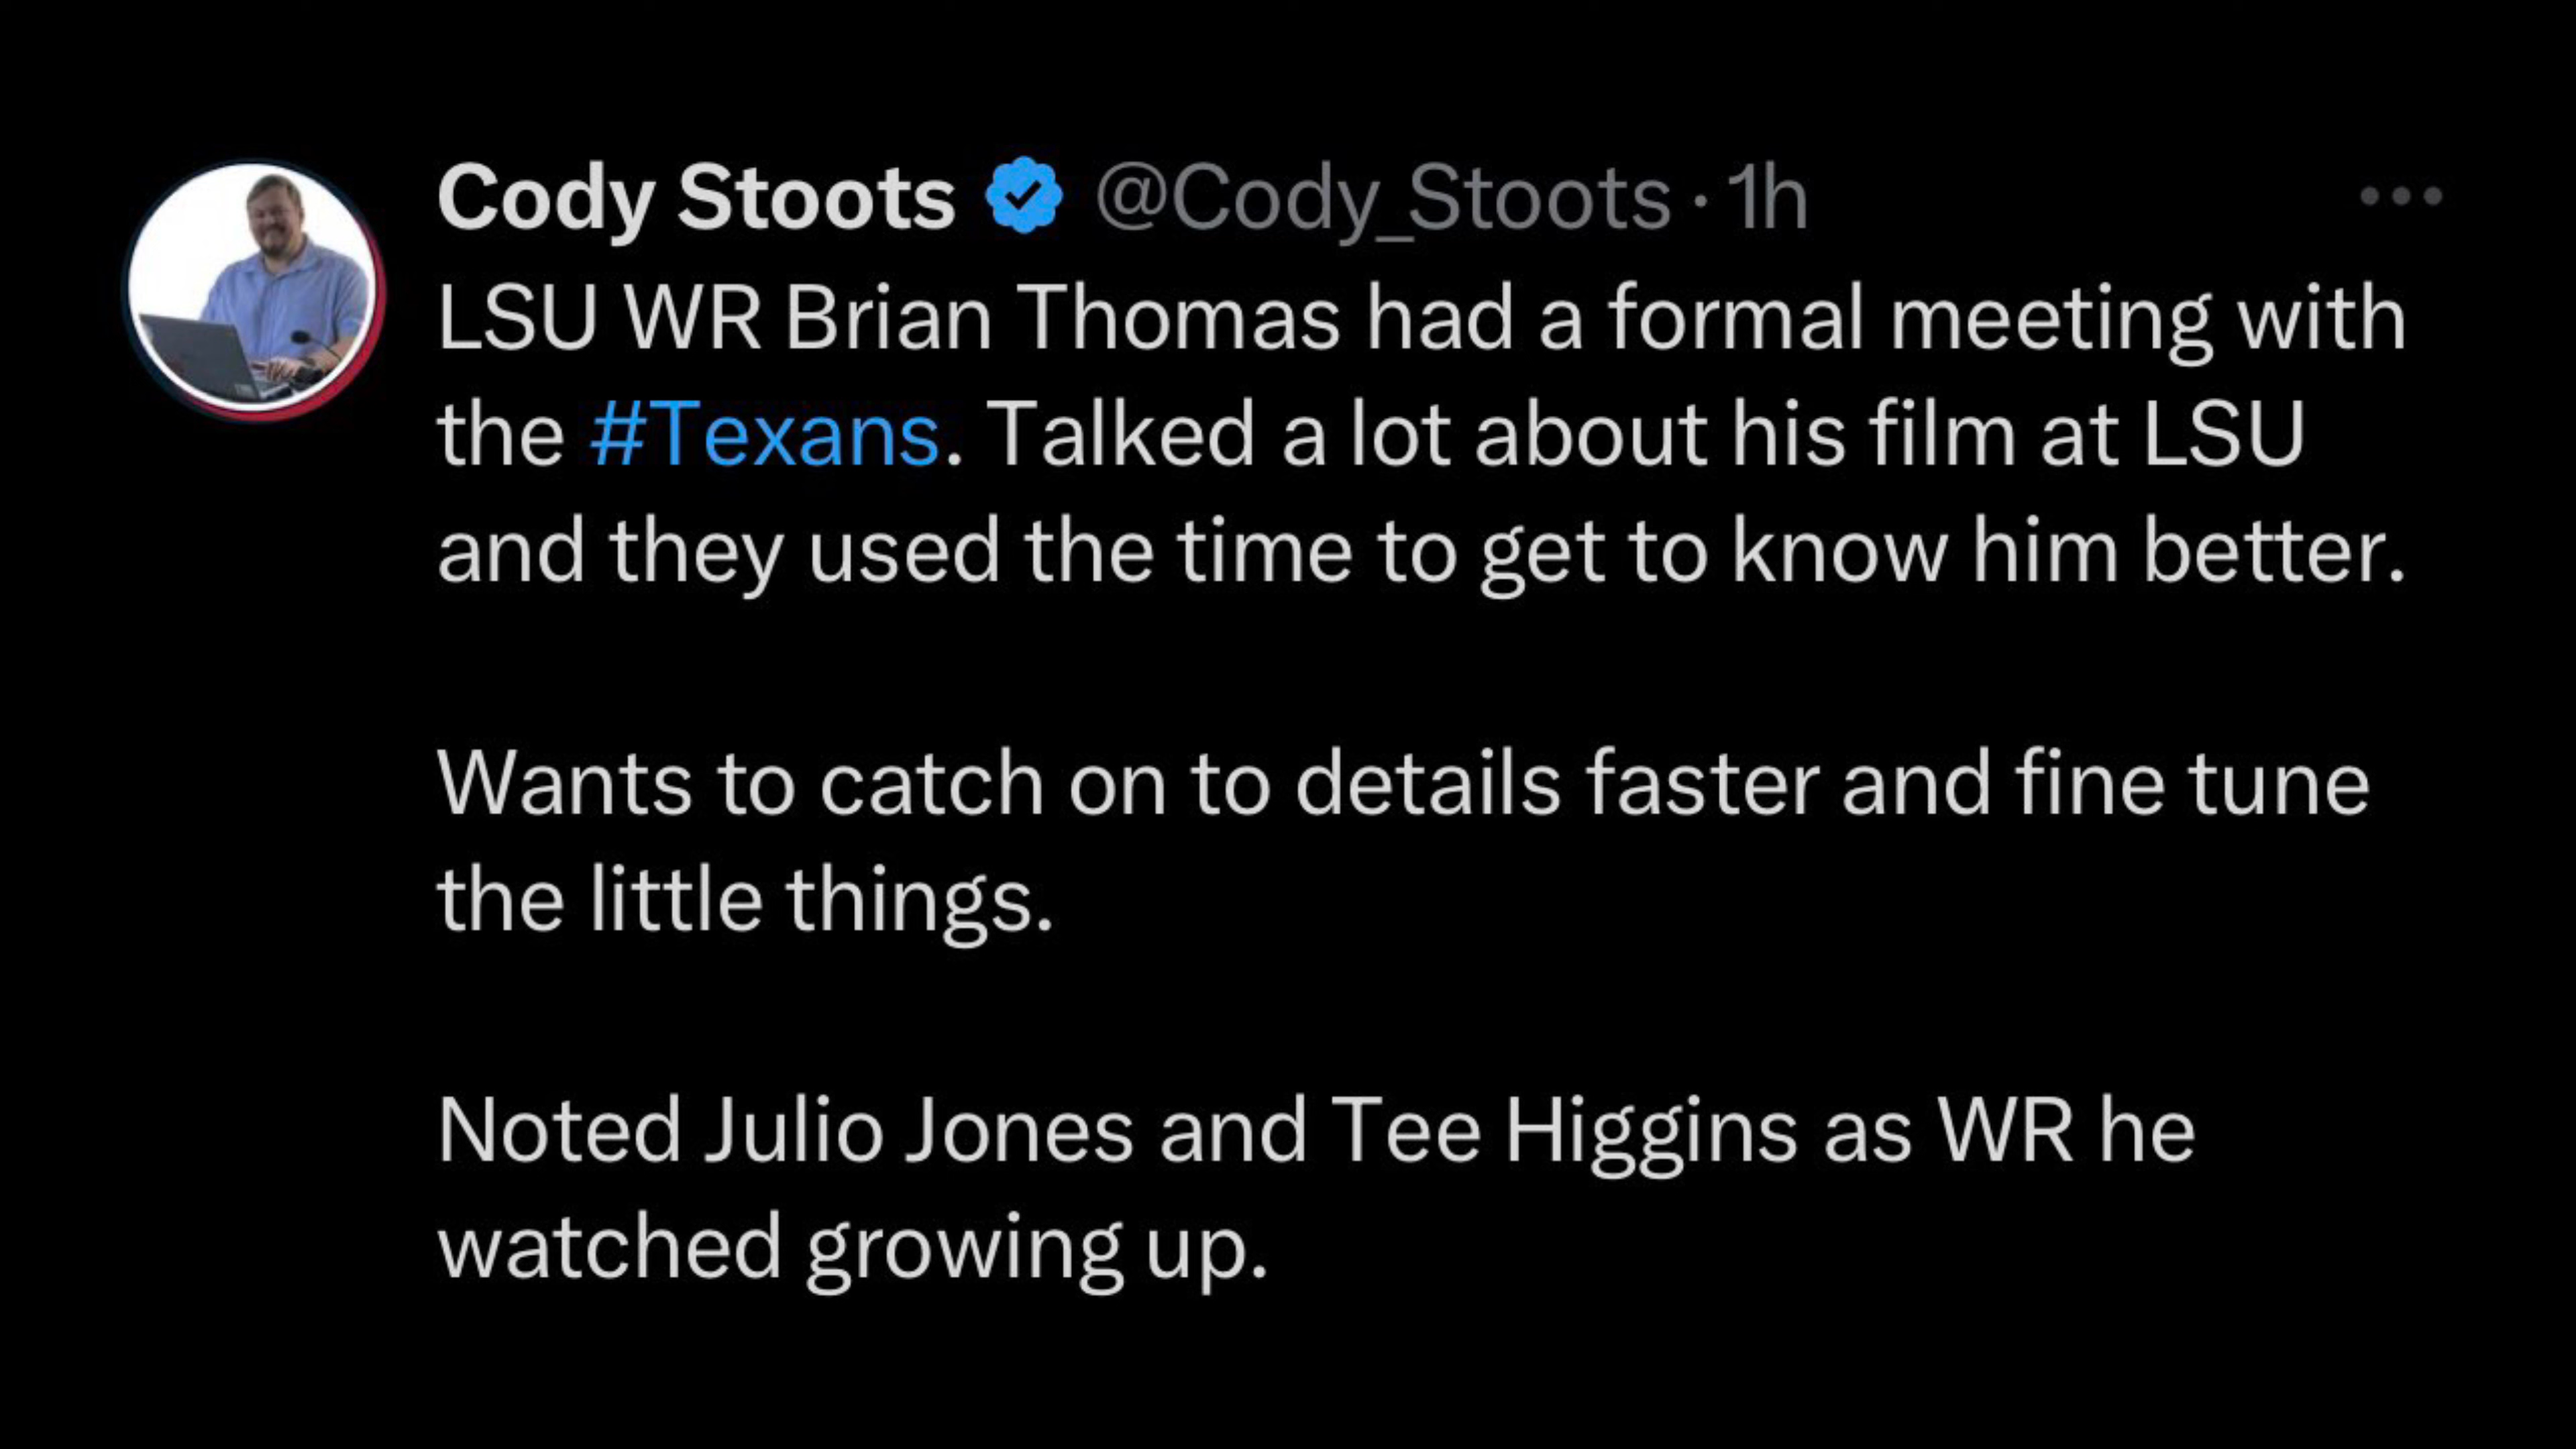 Cody Stoots @Cody_Stoots · 1h
LSU WR Brian Thomas had a formal meeting with
the #Texans. Talked a lot about his film at LSU
and they used the time to get to know him better.
Wants to catch on to details faster and fine tune
the little things.
Noted Julio Jones and Tee Higgins as WR he
watched growing up.